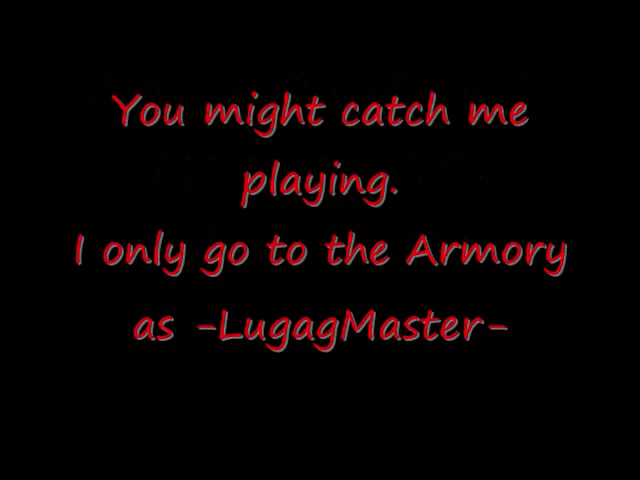 You might catch me
playing.
I only go to the Armory
as -LugagMaster-